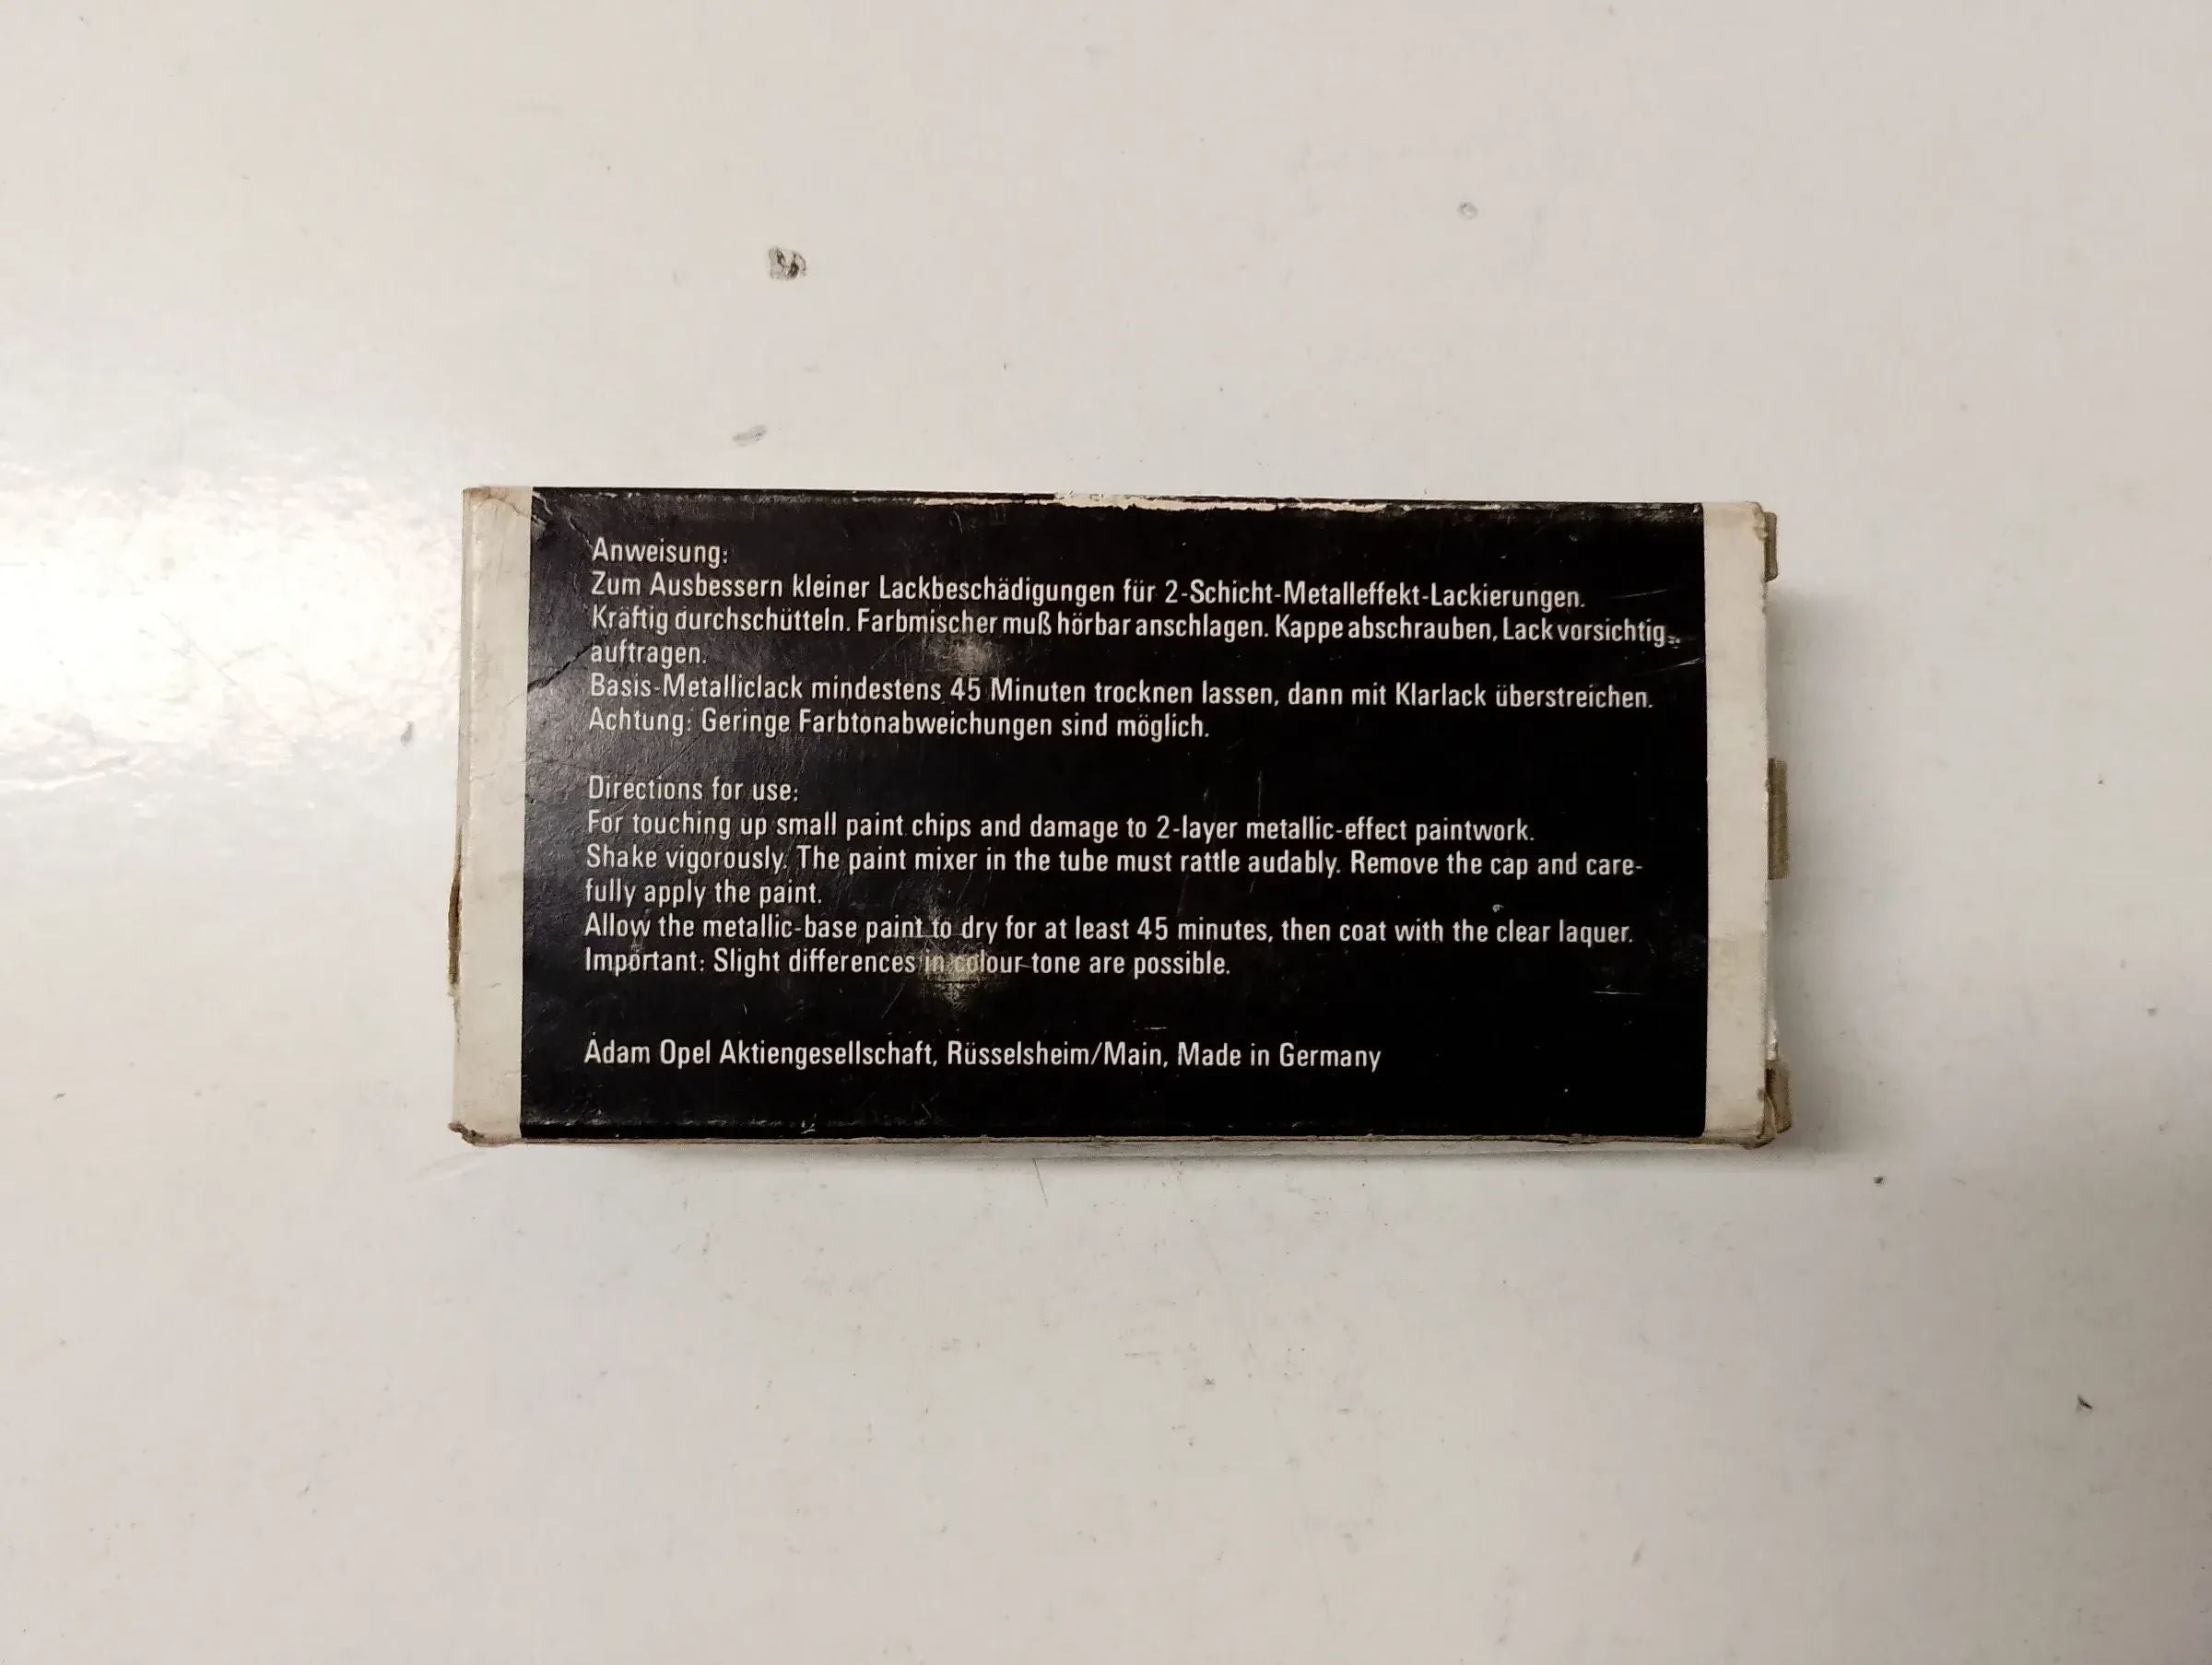 Anweisung:
Zum Ausbessern kleiner Lackbeschädigungen für 2-Schicht-Metalleffekt-Lackierungen.
Kräftig durchschütteln. Farbmischer muß hörbar anschlagen. Kappe abschrauben, Lack vorsichtig
auftragen.
Basis-Metalliclack mindestens 45 Minuten trocknen lassen, dann mit Klarlack überstreichen.
Achtung: Geringe Farbtonabweichungen sind möglich.
Directions for use:
For touching up small paint chips and damage to 2-layer metallic-effect paintwork.
Shake vigorously. The paint mixer in the tube must rattle audably. Remove the cap and care-
fully apply the paint.
Allow the metallic-base paint to dry for at least 45 minutes, then coat with the clear laquer.
Important: Slight differences in colour tone are possible.
Adam Opel Aktiengesellschaft, Rüsselsheim/Main, Made in Germany